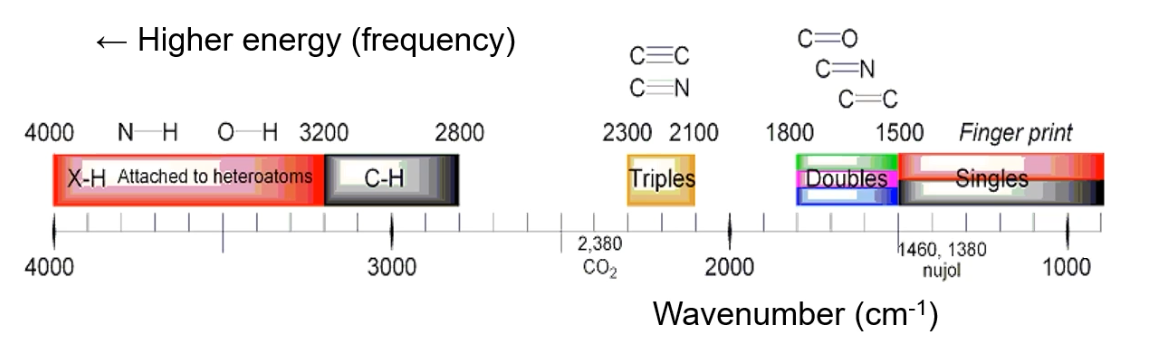 ← Higher energy (frequency)
C≡C
C≡N
C=O
C=N
C=C
4000 N—H O—H 3200 2800 2300 2100 1800 1500 Finger print
X-H Attached to heteroatoms C-H Triples Doubles Singles
2,380
CO₂
1460, 1380
nujol
4000 3000 2000 1000
Wavenumber (cm⁻¹)